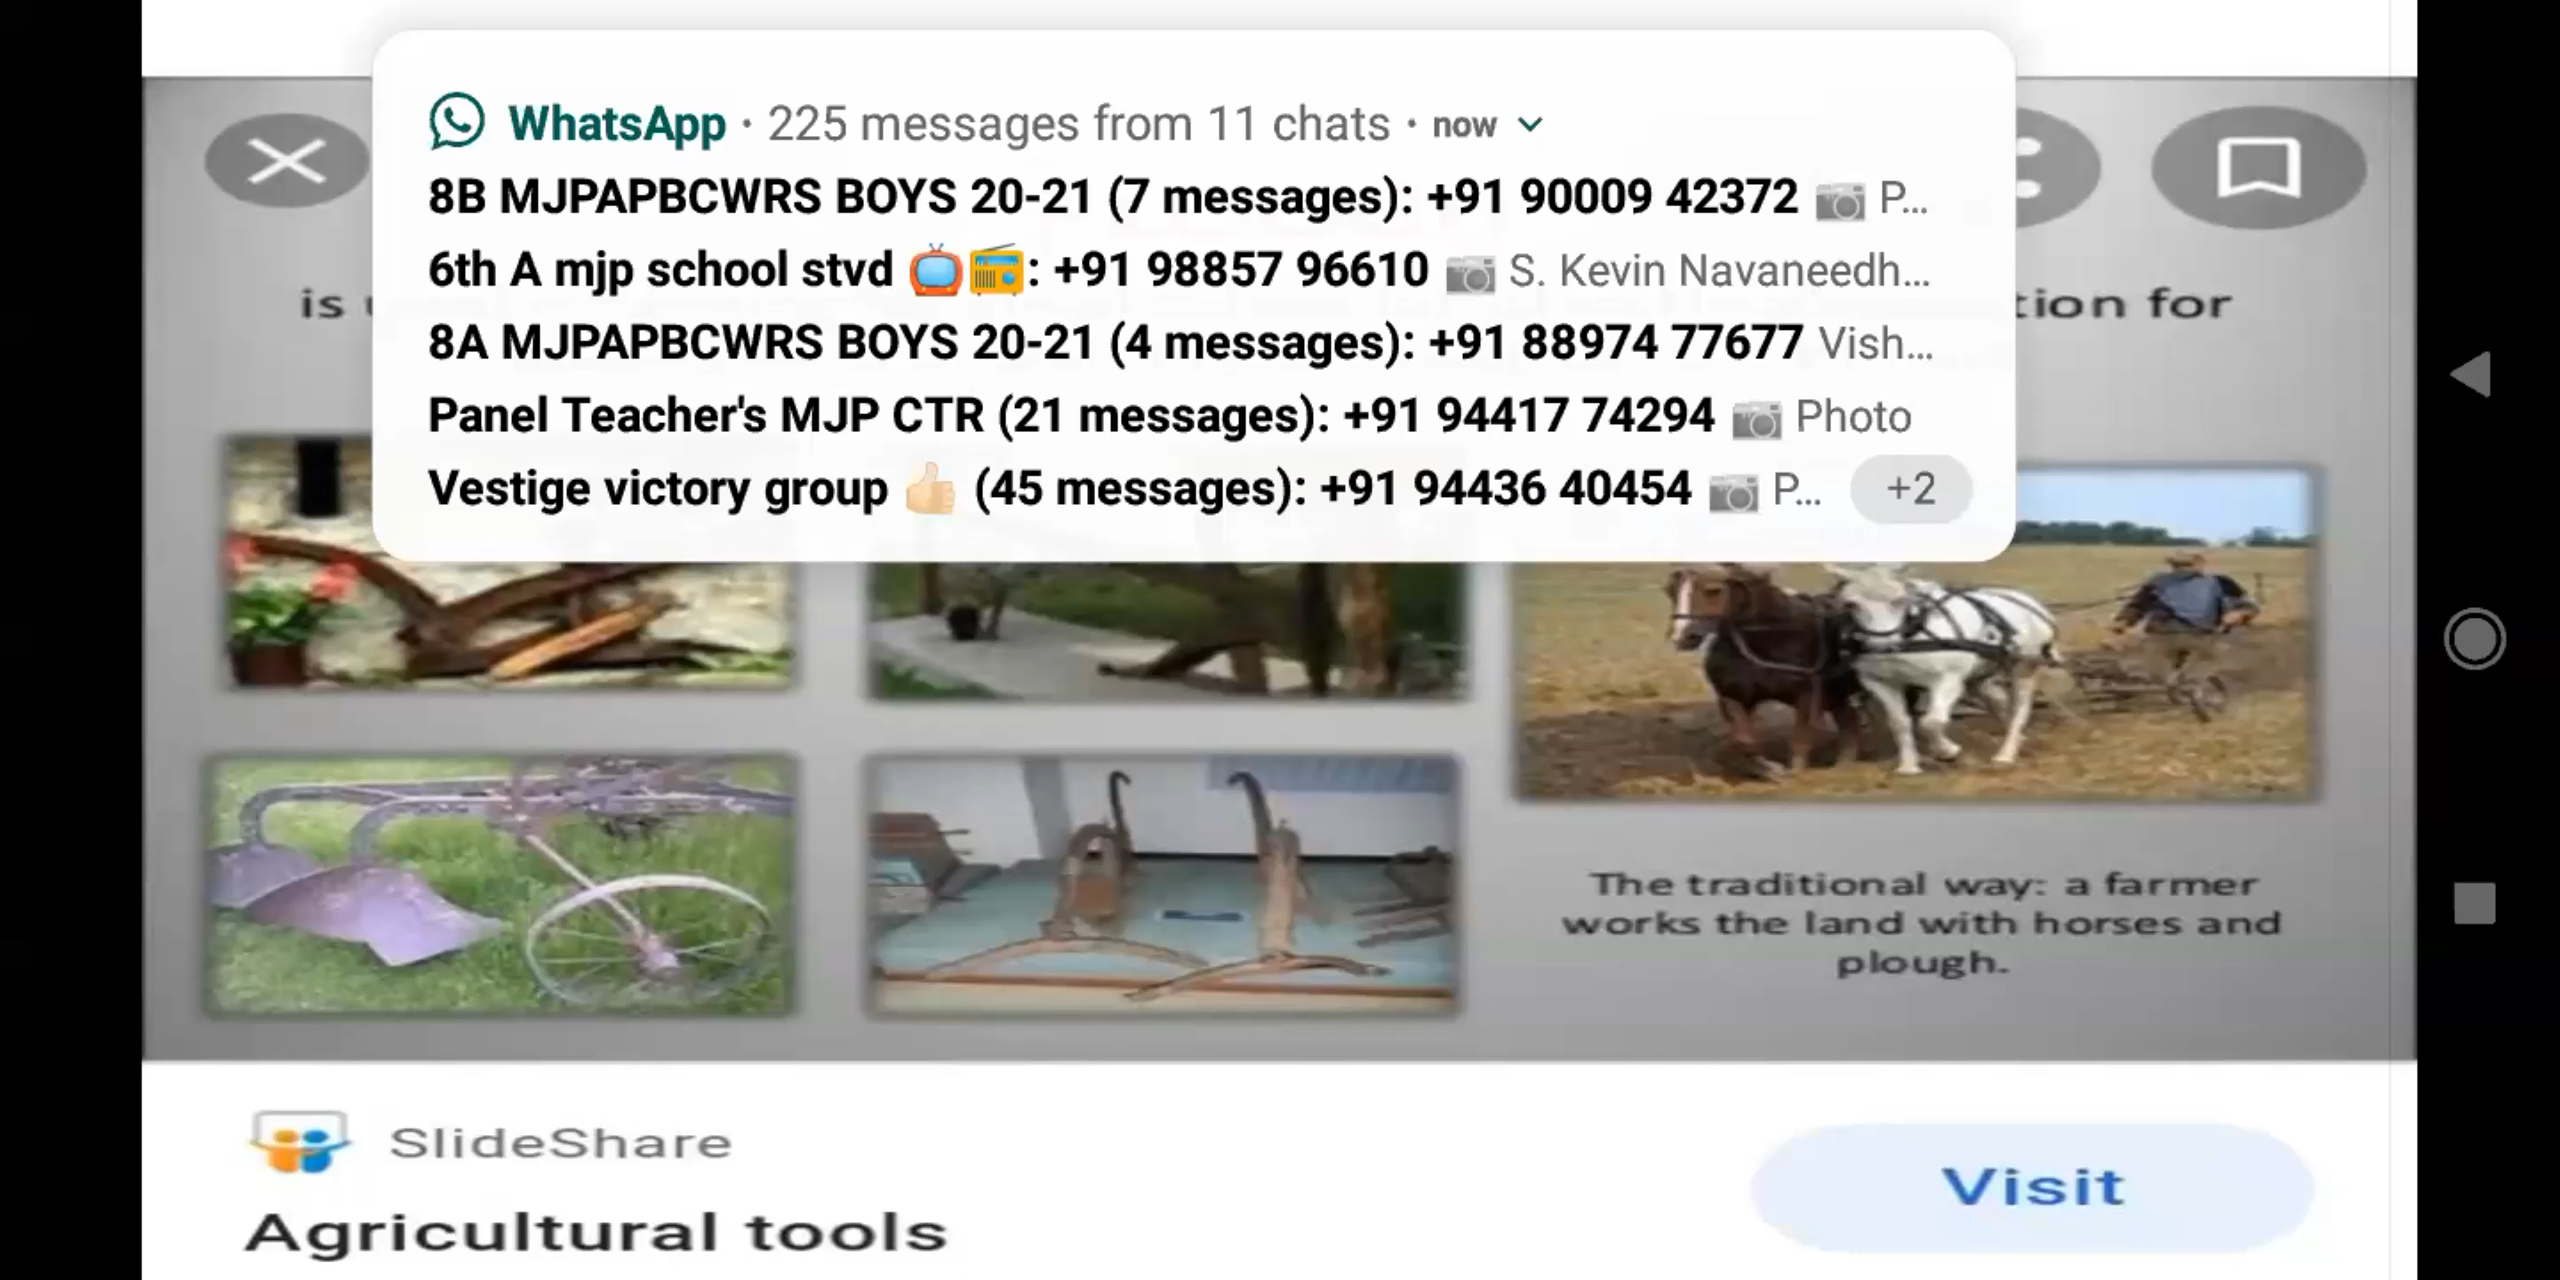 WhatsApp · 225 messages from 11 chats · now
8B MJPAPBCWRS BOYS 20-21 (7 messages): +91 90009 42372 📷 P...
6th A mjp school stvd 📺📻: +91 98857 96610 📷 S. Kevin Navaneedh...
8A MJPAPBCWRS BOYS 20-21 (4 messages): +91 88974 77677 Vish...
Panel Teacher's MJP CTR (21 messages): +91 94417 74294 📷 Photo
Vestige victory group 👍🏻 (45 messages): +91 94436 40454 📷 P... +2
is
for
The traditional way: a farmer
works the land with horses and
plough.
SlideShare
Visit
Agricultural tools